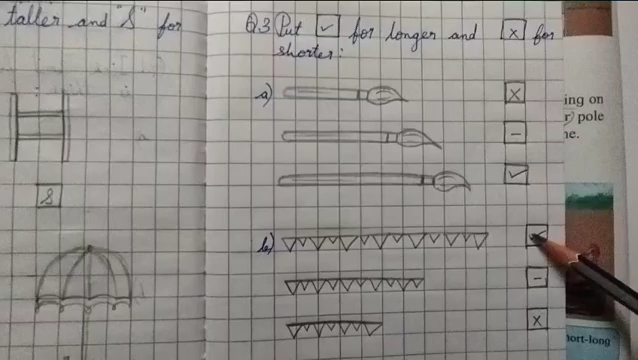 taller and "S" for
S
Q3 Put ✓ for longer and × for
shorter:
a) ×
–
✓
b) ✓
–
×
ing on
r) pole
ne.
ort-long